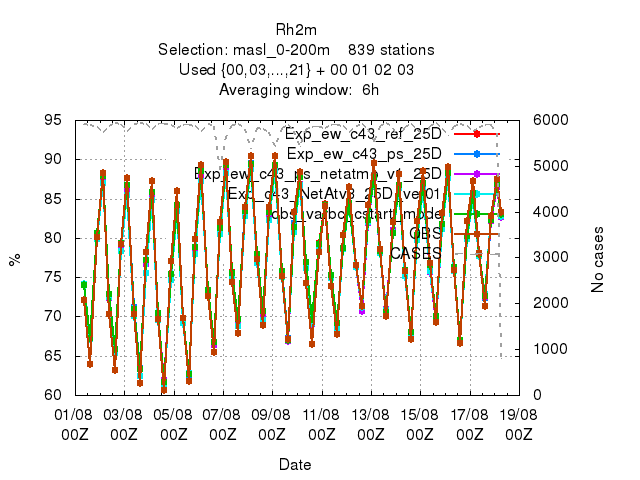 Rh2m
Selection: masl_0-200m    839 stations
Used {00,03,...,21} + 00 01 02 03
Averaging window:  6h
95
90
85
80
75
70
65
60
%
6000
5000
4000
3000
2000
1000
0
No cases
Exp_ew_c43_ref_25D
Exp_ew_c43_ps_25D
OBS
CASES
01/08 03/08 05/08 07/08 09/08 11/08 13/08 15/08 17/08 19/08
00Z 00Z 00Z 00Z 00Z 00Z 00Z 00Z 00Z 00Z
Date